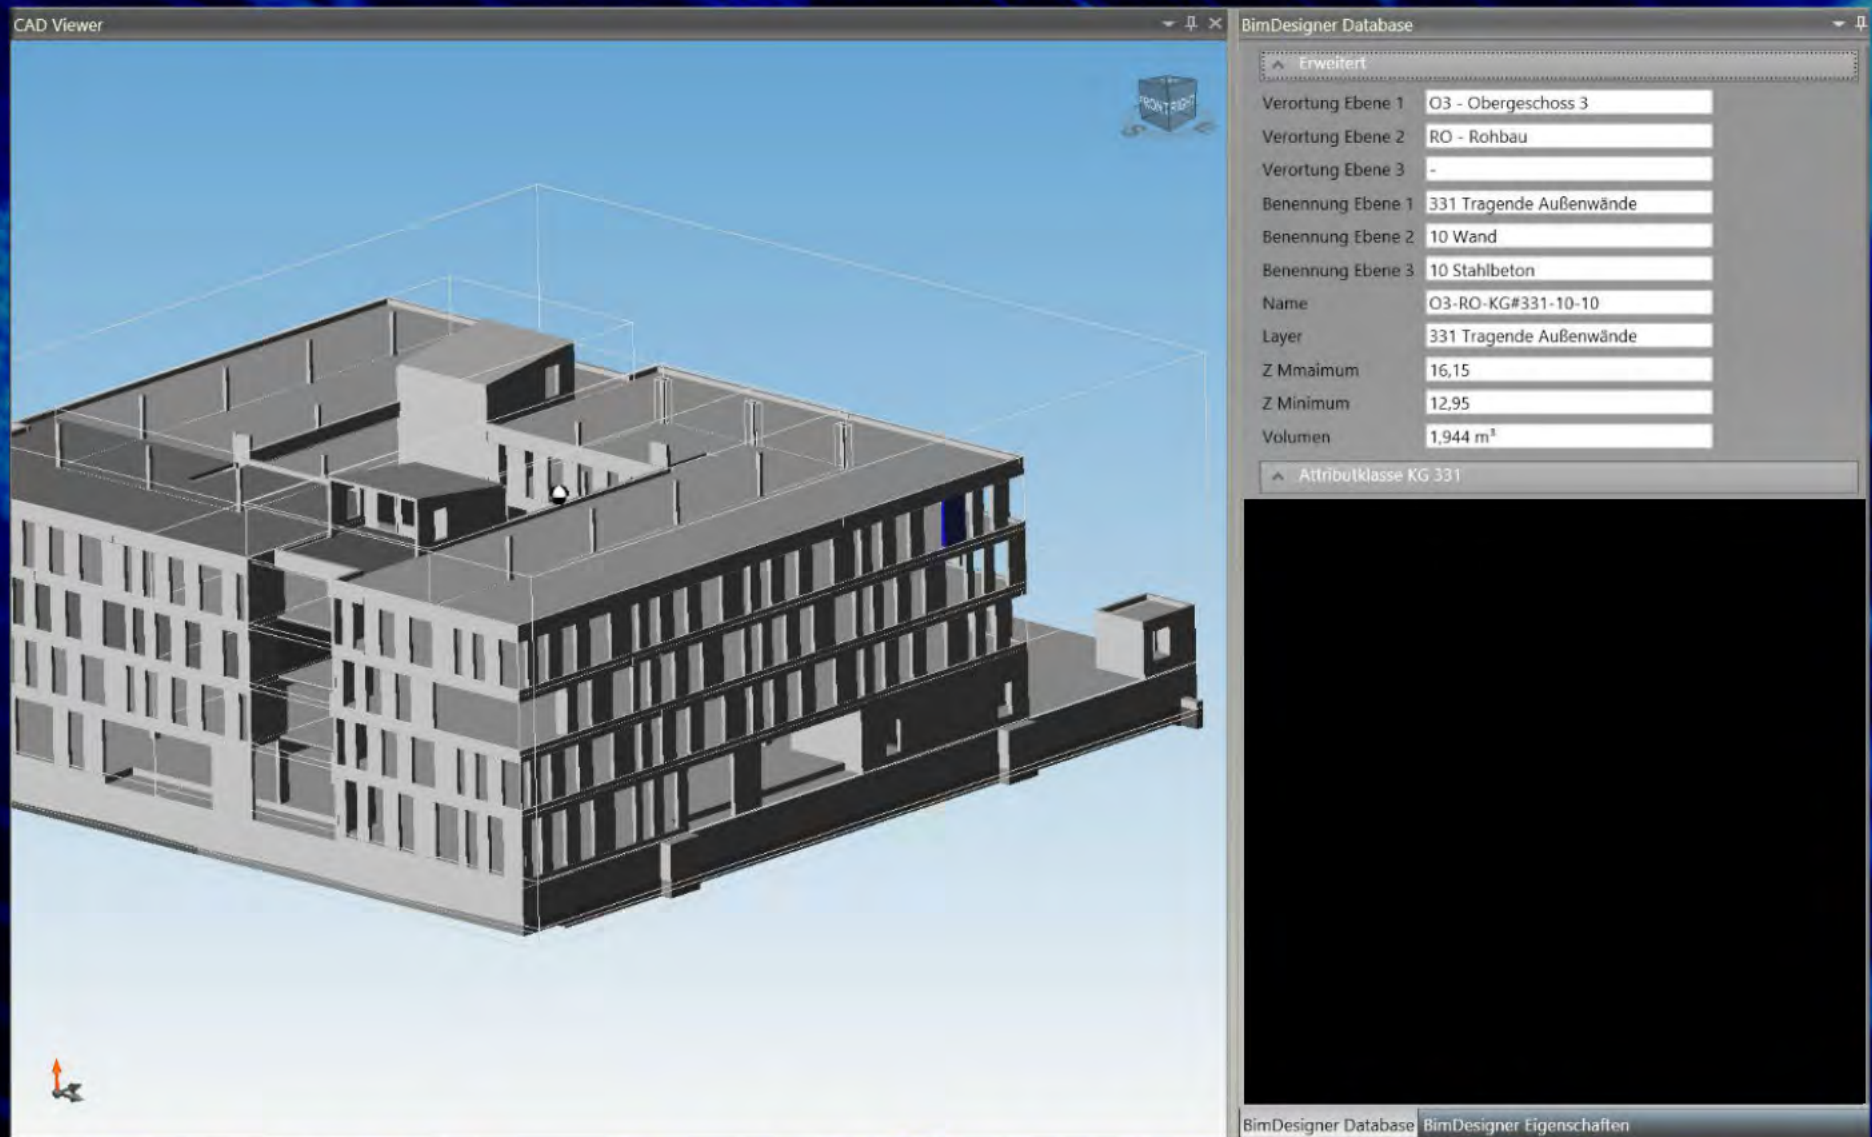 CAD Viewer
BimDesigner Database
Erweitert
Verortung Ebene 1 O3 - Obergeschoss 3
Verortung Ebene 2 RO - Rohbau
Verortung Ebene 3 -
Benennung Ebene 1 331 Tragende Außenwände
Benennung Ebene 2 10 Wand
Benennung Ebene 3 10 Stahlbeton
Name O3-RO-KG#331-10-10
Layer 331 Tragende Außenwände
Z Mmaimum 16,15
Z Minimum 12,95
Volumen 1,944 m³
Attributklasse KG 331
FRONT RIGHT
S
BimDesigner Database BimDesigner Eigenschaften